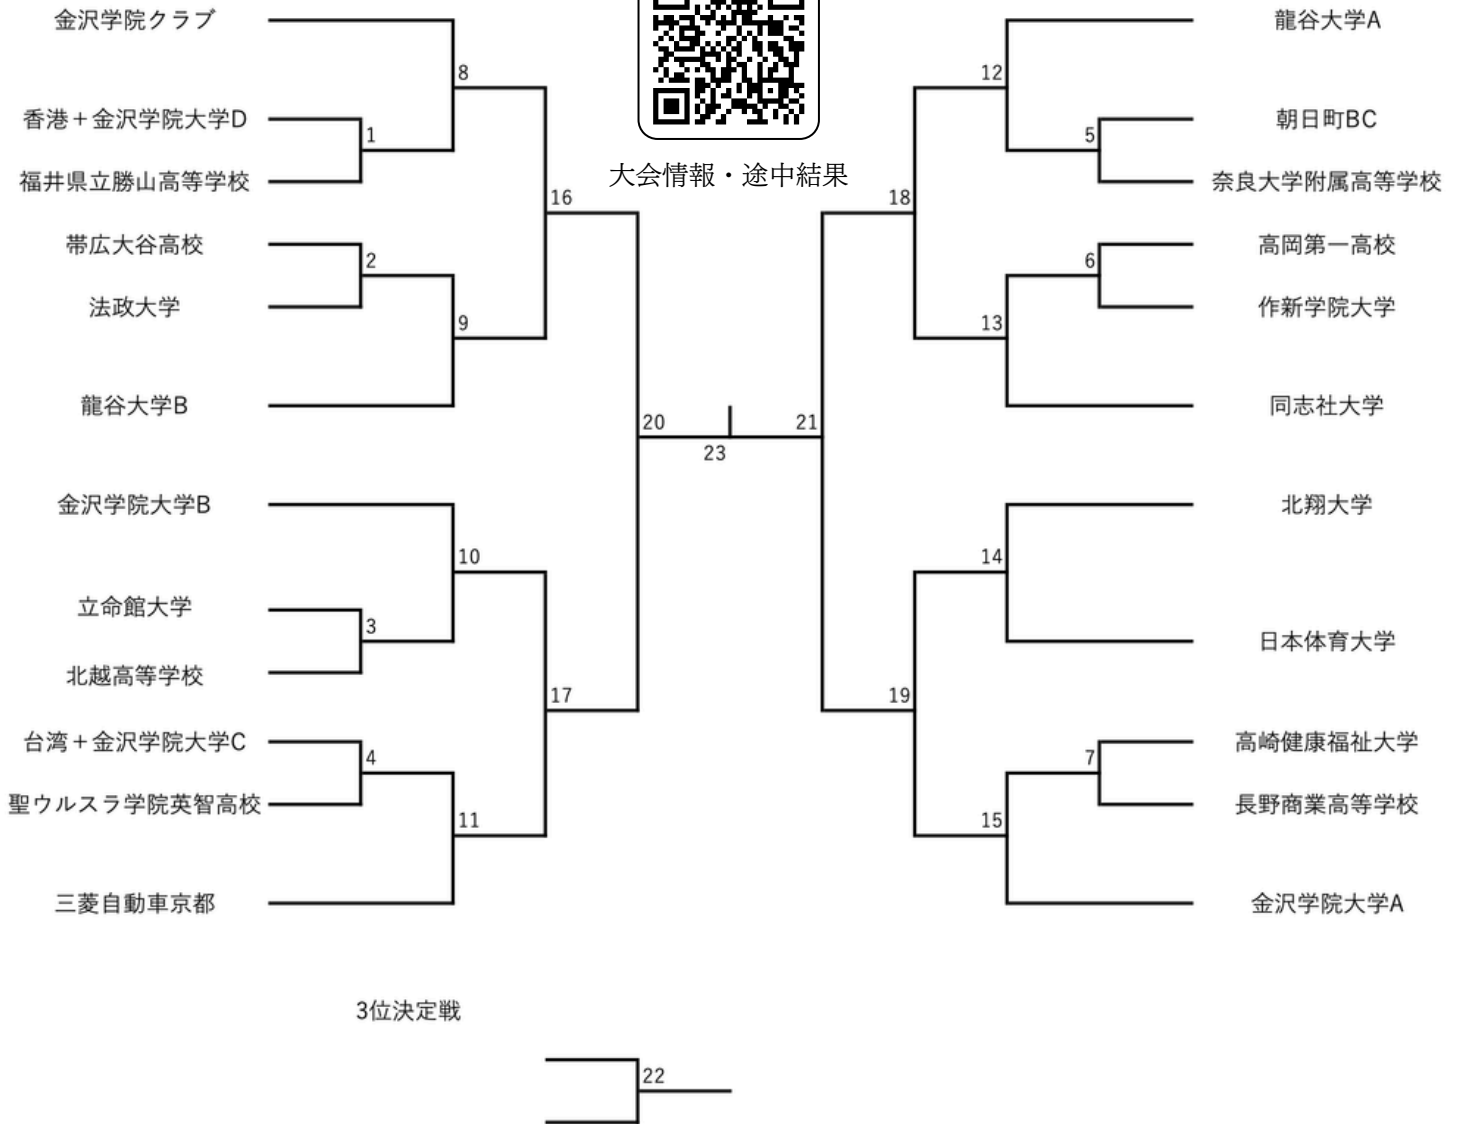 金沢学院クラブ
8
香港＋金沢学院大学D
1
福井県立勝山高等学校
16
帯広大谷高校
2
法政大学
9
龍谷大学B
20
金沢学院大学B
10
立命館大学
3
北越高等学校
17
台湾＋金沢学院大学C
4
聖ウルスラ学院英智高校
11
三菱自動車京都
大会情報・途中結果
23
龍谷大学A
12
朝日町BC
5
奈良大学附属高等学校
18
高岡第一高校
6
作新学院大学
13
同志社大学
21
北翔大学
14
日本体育大学
19
高崎健康福祉大学
7
長野商業高等学校
15
金沢学院大学A
3位決定戦
22